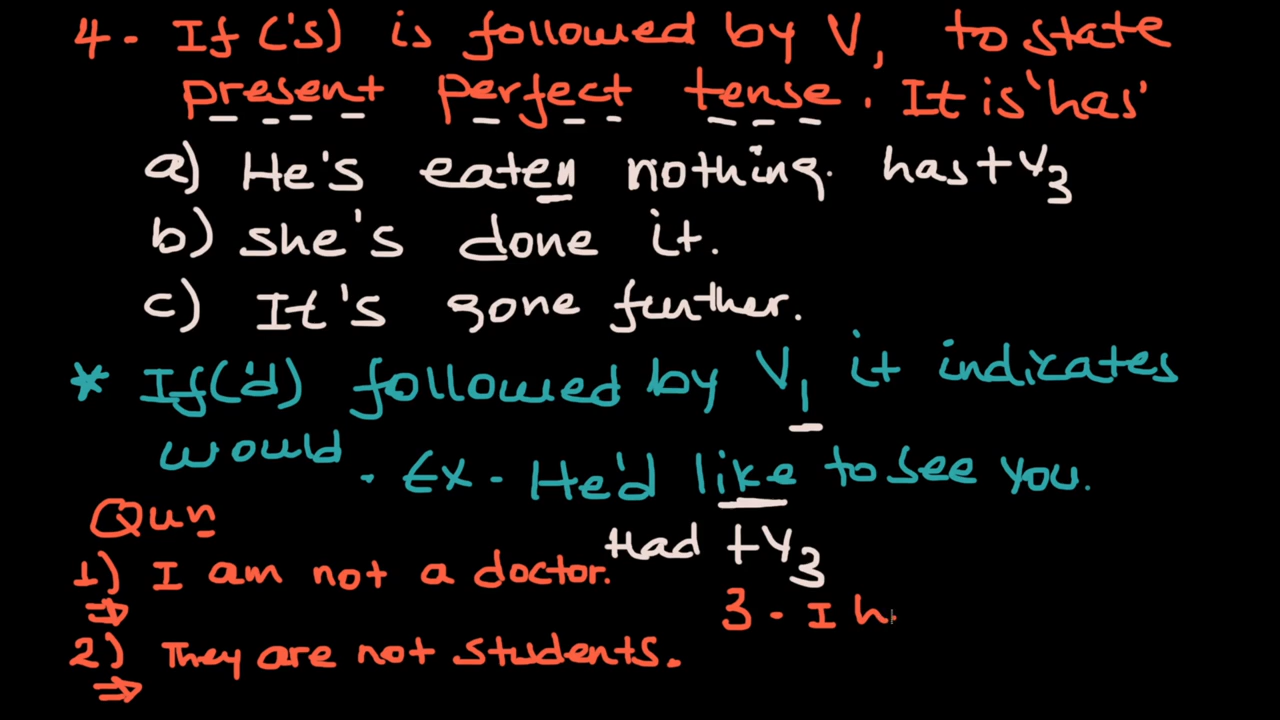 4 - If ('s) is followed by V, to state
present perfect tense. It is 'has'
a) He's eaten nothing. has + V3
b) she's done it.
c) It's gone further.
* If ('d) followed by V1 it indicates
would. Ex - He'd like to see you.
Qun
Had + V3
1) I am not a doctor.
⇒
3 - I h
2) They are not students.
⇒